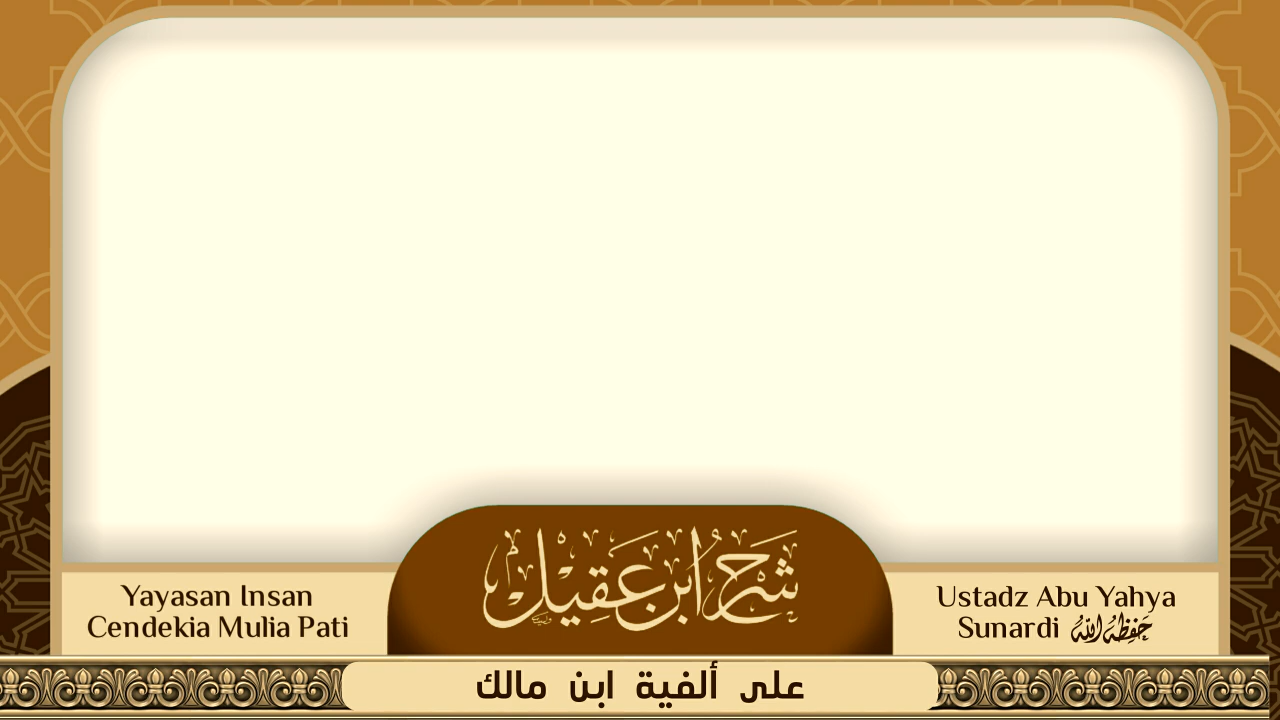 شرح ابن عقيل
Yayasan Insan
Cendekia Mulia Pati
Ustadz Abu Yahya
Sunardi حفظه الله
على ألفية ابن مالك